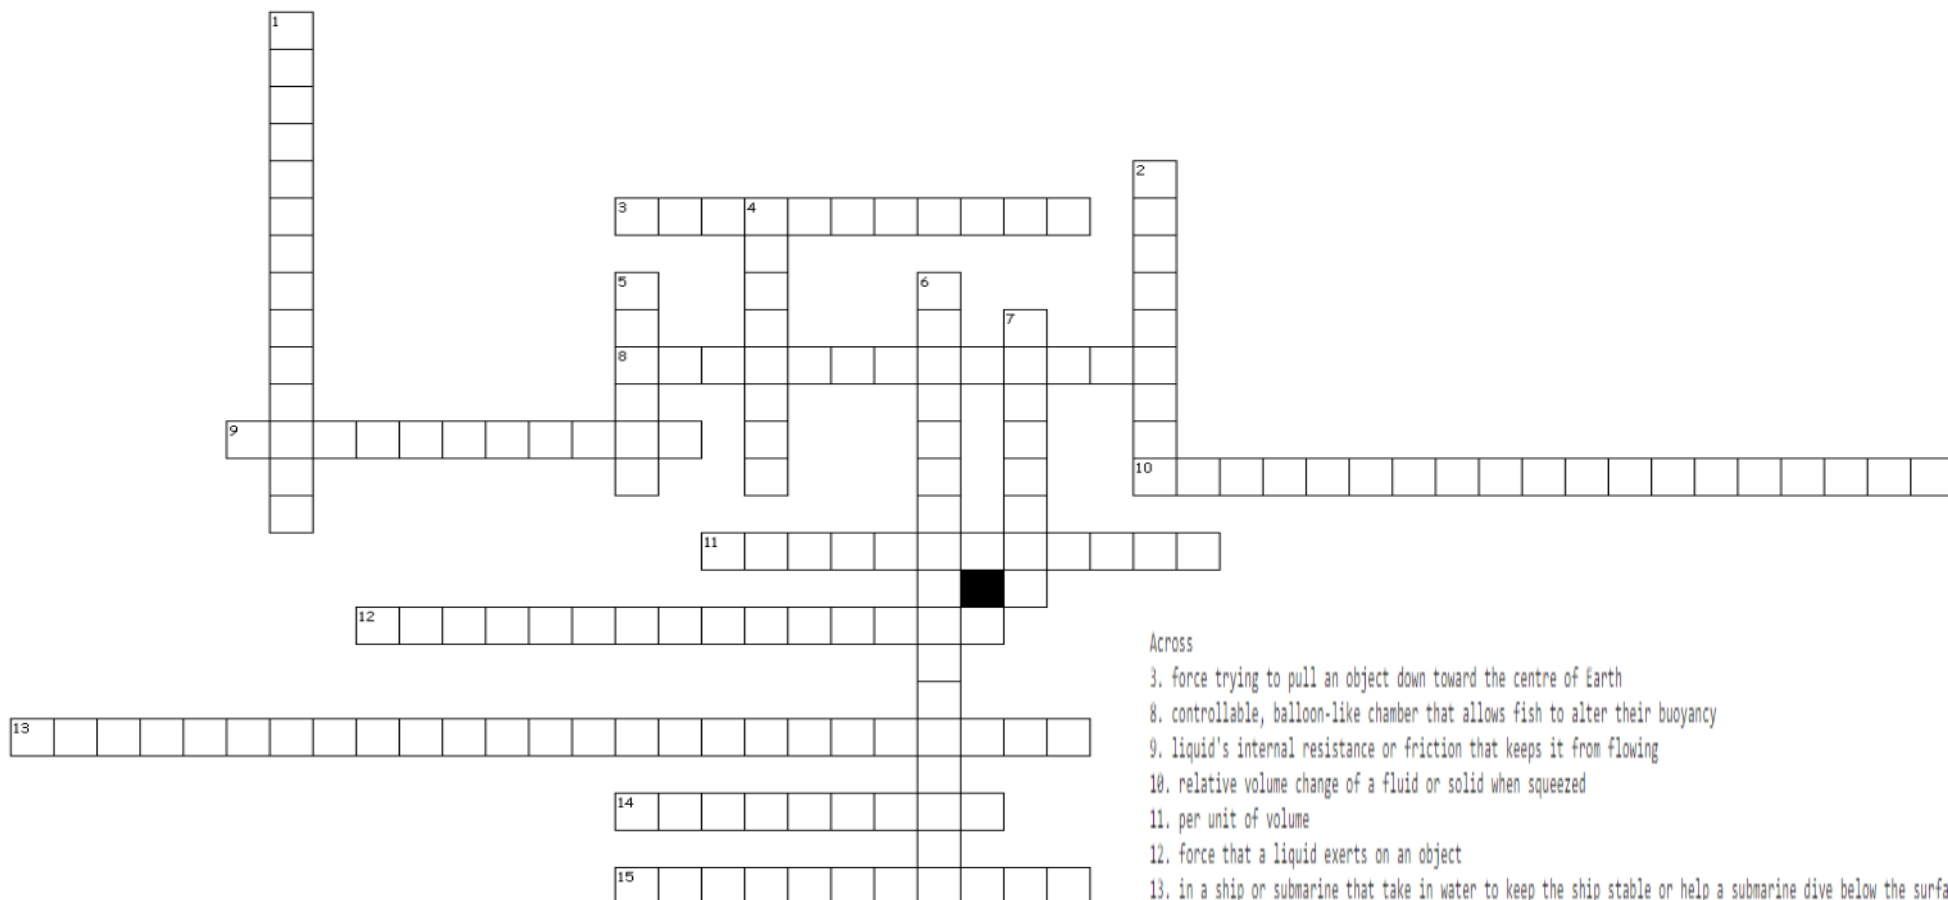 1
2
3 4
5 6
7
8
9
10
11
12
Across
3. force trying to pull an object down toward the centre of Earth
8. controllable, balloon-like chamber that allows fish to alter their buoyancy
13
9. liquid's internal resistance or friction that keeps it from flowing
10. relative volume change of a fluid or solid when squeezed
14
11. per unit of volume
12. force that a liquid exerts on an object
15
13. in a ship or submarine that take in water to keep the ship stable or help a submarine dive below the surfa